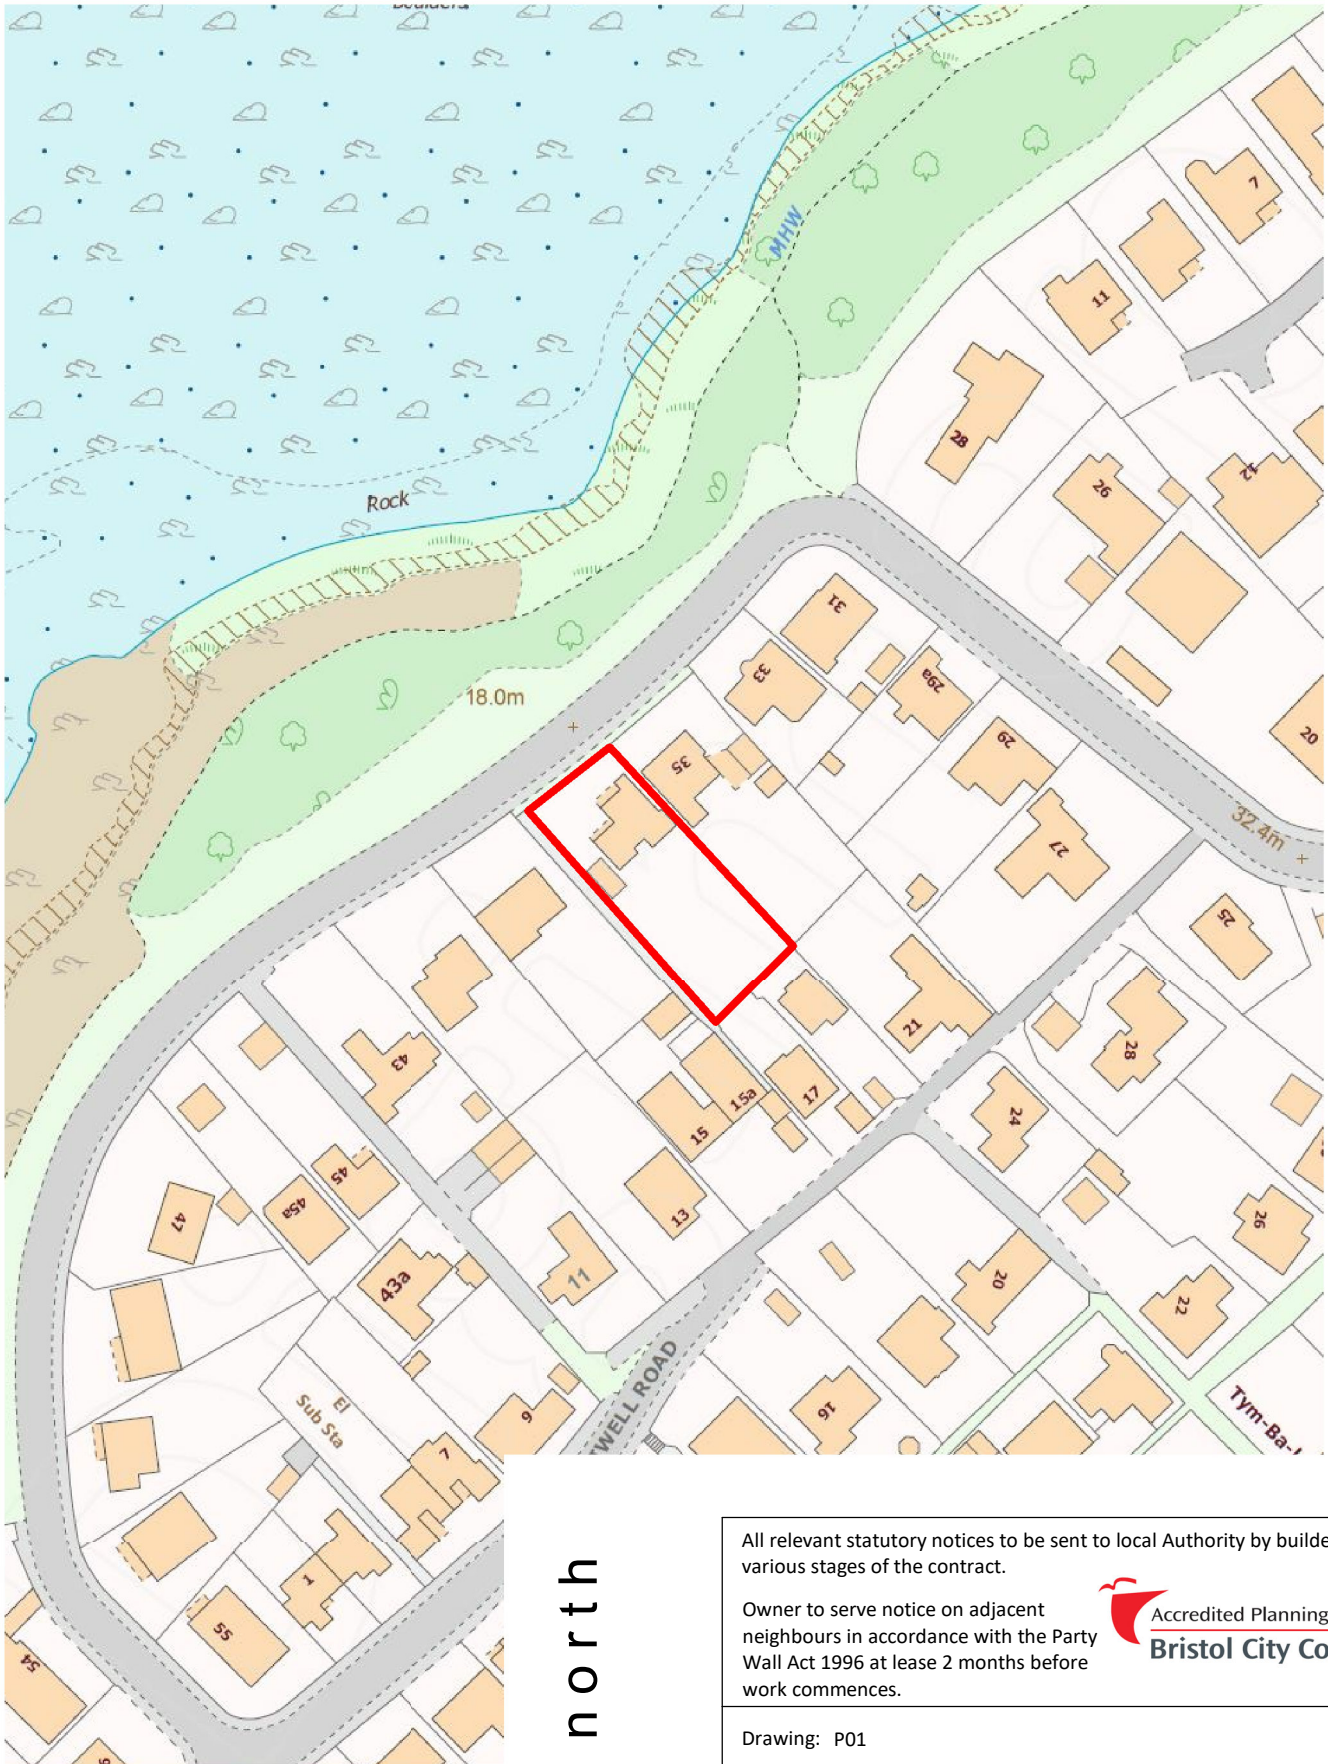 Boulders
MHW
7
11
28
26
12
Rock
31
33
29a
18.0m
35
29
20
27
32.4m
25
21
28
43
15a
17
24
15
45
47
45a
13
26
11
43a
20
22
TWELL ROAD
El
Sub Sta
9
16
7
Tym-Ba-
1
55
54
north
All relevant statutory notices to be sent to local Authority by builde
various stages of the contract.
Owner to serve notice on adjacent
neighbours in accordance with the Party
Wall Act 1996 at lease 2 months before
work commences.
Accredited Planning
Bristol City Co
Drawing: P01